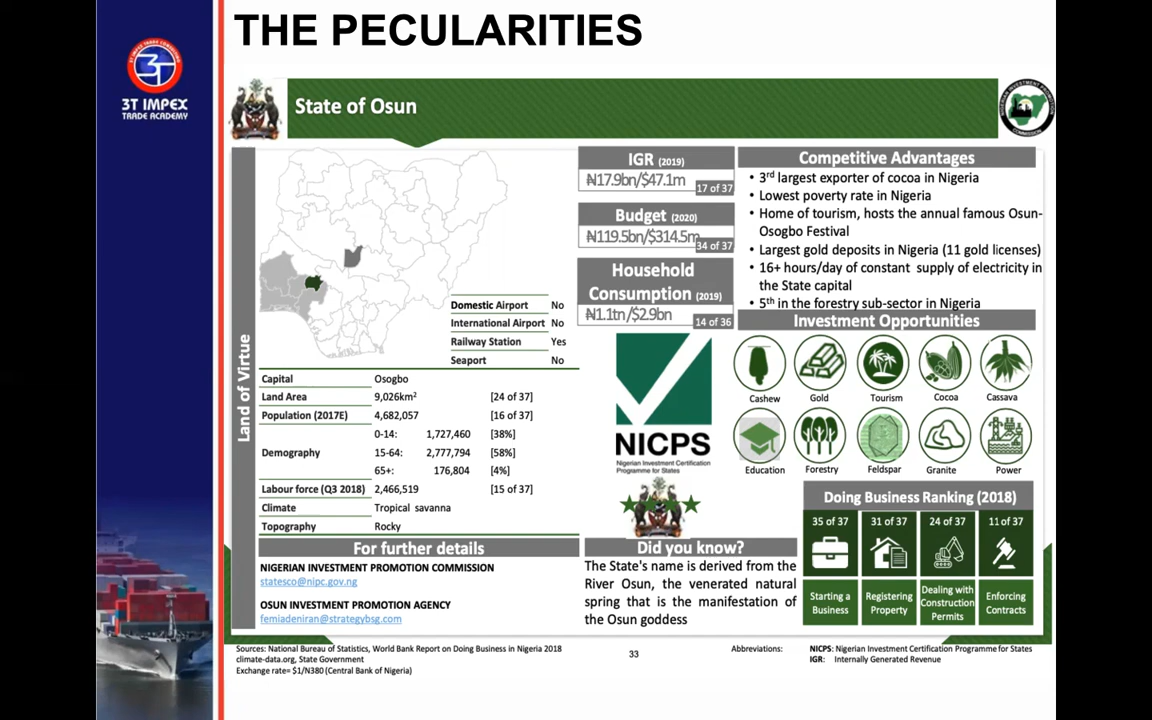 THE PECULARITIES
3T IMPEX TRADE CONSULTING
3T
3T IMPEX
TRADE ACADEMY
State of Osun
NIGERIAN INVESTMENT PROMOTION
COMMISSION
Land of Virtue
Domestic Airport No
International Airport No
Railway Station Yes
Seaport No
Capital Osogbo
Land Area 9,026km² [24 of 37]
Population (2017E) 4,682,057 [16 of 37]
Demography
0-14: 1,727,460 [38%]
15-64: 2,777,794 [58%]
65+: 176,804 [4%]
Labour force (Q3 2018) 2,466,519 [15 of 37]
Climate Tropical savanna
Topography Rocky
For further details
NIGERIAN INVESTMENT PROMOTION COMMISSION
statesco@nipc.gov.ng
OSUN INVESTMENT PROMOTION AGENCY
femiadeniran@strategybsg.com
IGR (2019)
₦17.9bn/$47.1m
17 of 37
Budget (2020)
₦119.5bn/$314.5m
34 of 37
Household
Consumption (2019)
₦1.1tn/$2.9bn
14 of 36
NICPS
Nigerian Investment Certification
Programme for States
Did you know?
The State's name is derived from the
River Osun, the venerated natural
spring that is the manifestation of
the Osun goddess
Competitive Advantages
• 3rd largest exporter of cocoa in Nigeria
• Lowest poverty rate in Nigeria
• Home of tourism, hosts the annual famous Osun-
Osogbo Festival
• Largest gold deposits in Nigeria (11 gold licenses)
• 16+ hours/day of constant supply of electricity in
the State capital
• 5th in the forestry sub-sector in Nigeria
Investment Opportunities
Cashew Gold Tourism Cocoa Cassava
Education Forestry Feldspar Granite Power
Doing Business Ranking (2018)
35 of 37 31 of 37 24 of 37 11 of 37
Starting a
Business
Registering
Property
Dealing with
Construction
Permits
Enforcing
Contracts
Sources: National Bureau of Statistics, World Bank Report on Doing Business in Nigeria 2018
climate-data.org, State Government
Exchange rate= $1/N380 (Central Bank of Nigeria)
33
Abbreviations:
NICPS: Nigerian Investment Certification Programme for States
IGR: Internally Generated Revenue